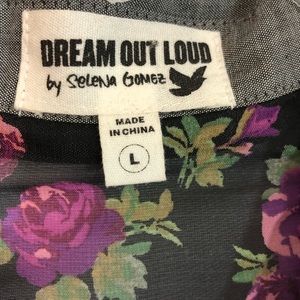 DREAM OUT LOUD
by SELENA GOMEZ
MADE
IN CHINA
L